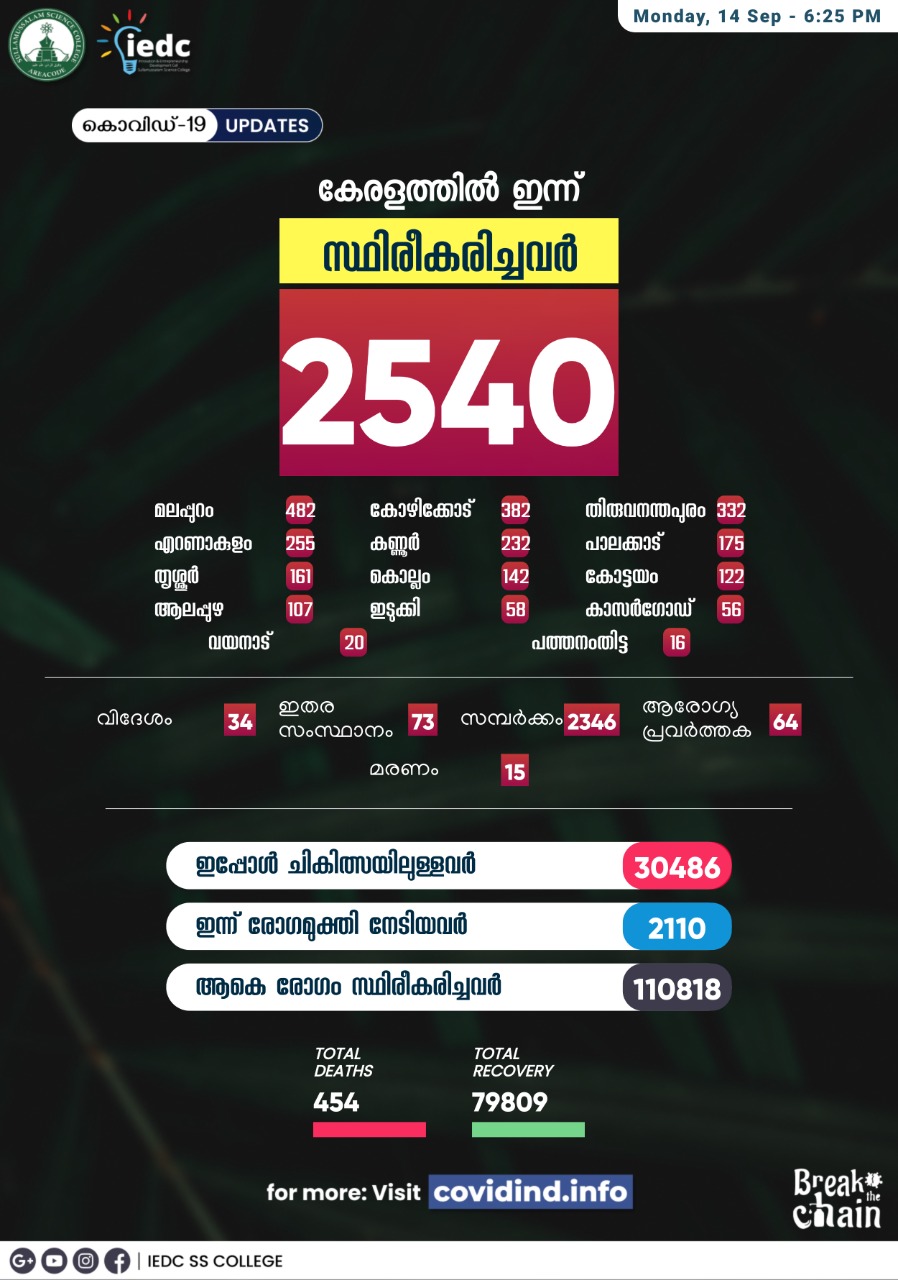 Monday, 14 Sep - 6:25 PM
SULLAMUSSALAM SCIENCE COLLEGE
AREACODE
iedc
കൊവിഡ്-19 UPDATES
കേരളത്തിൽ ഇന്ന്
സ്ഥിരീകരിച്ചവർ
2540
മലപ്പുറം 482 കോഴിക്കോട് 382 തിരുവനന്തപുരം 332
എറണാകുളം 255 കണ്ണൂർ 232 പാലക്കാട് 175
തൃശ്ശൂർ 161 കൊല്ലം 142 കോട്ടയം 122
ആലപ്പുഴ 107 ഇടുക്കി 58 കാസർഗോഡ് 56
വയനാട് 20 പത്തനംതിട്ട 16
വിദേശം 34 ഇതര സംസ്ഥാനം 73 സമ്പർക്കം 2346 ആരോഗ്യ പ്രവർത്തക 64
മരണം 15
ഇപ്പോൾ ചികിത്സയിലുള്ളവർ 30486
ഇന്ന് രോഗമുക്തി നേടിയവർ 2110
ആകെ രോഗം സ്ഥിരീകരിച്ചവർ 110818
TOTAL DEATHS
454
TOTAL RECOVERY
79809
for more: Visit covidind.info
Break the chain
G+ f | IEDC SS COLLEGE